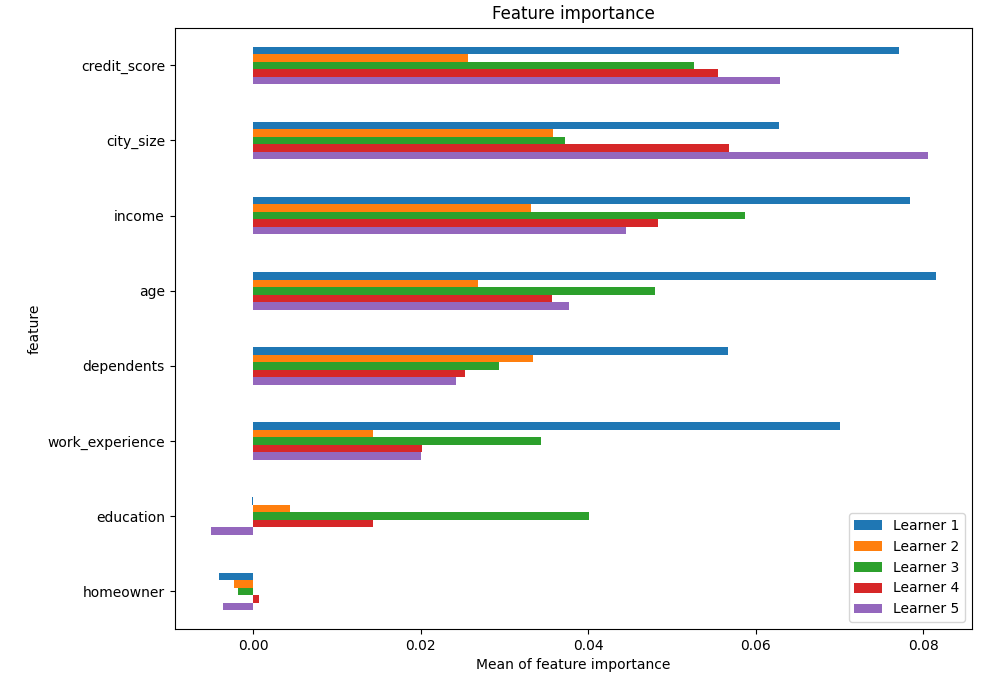 Feature importance
credit_score
city_size
income
age
dependents
work_experience
education
homeowner
feature
Learner 1
Learner 2
Learner 3
Learner 4
Learner 5
0.00 0.02 0.04 0.06 0.08
Mean of feature importance